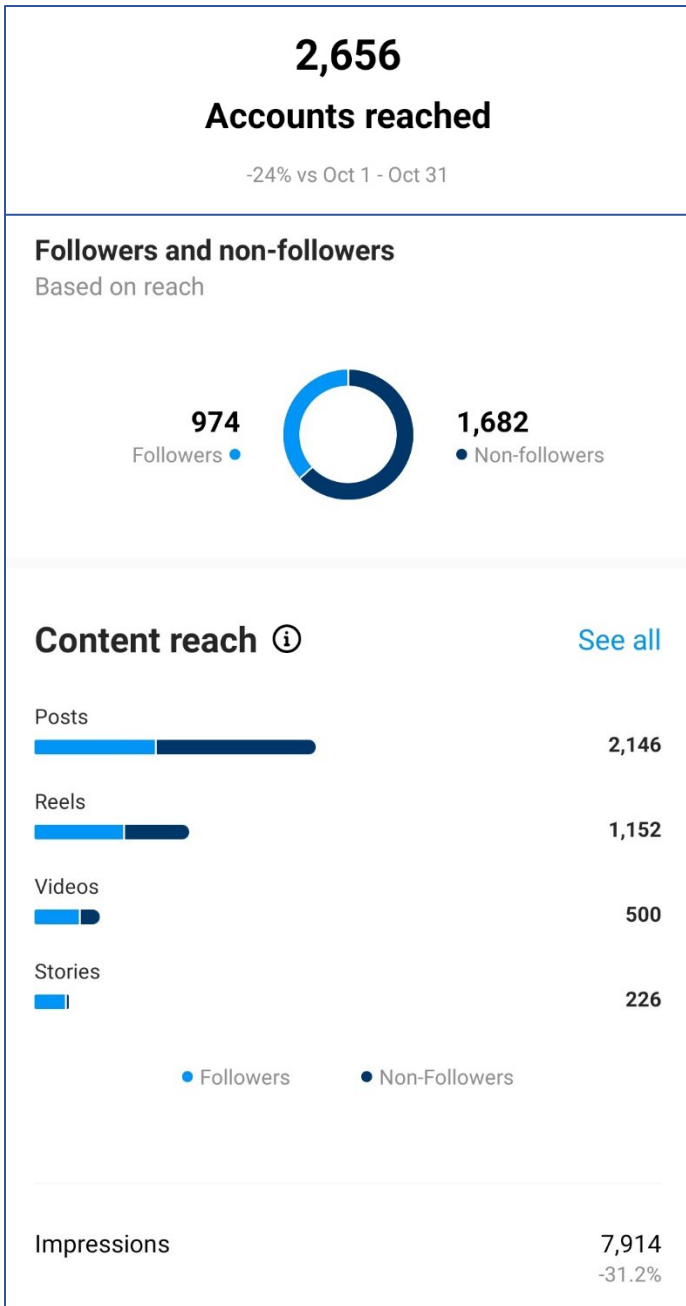 2,656
Accounts reached
-24% vs Oct 1 - Oct 31
Followers and non-followers
Based on reach
974
Followers
1,682
Non-followers
Content reach
See all
Posts
2,146
Reels
1,152
Videos
500
Stories
226
Followers
Non-Followers
Impressions
7,914
-31.2%